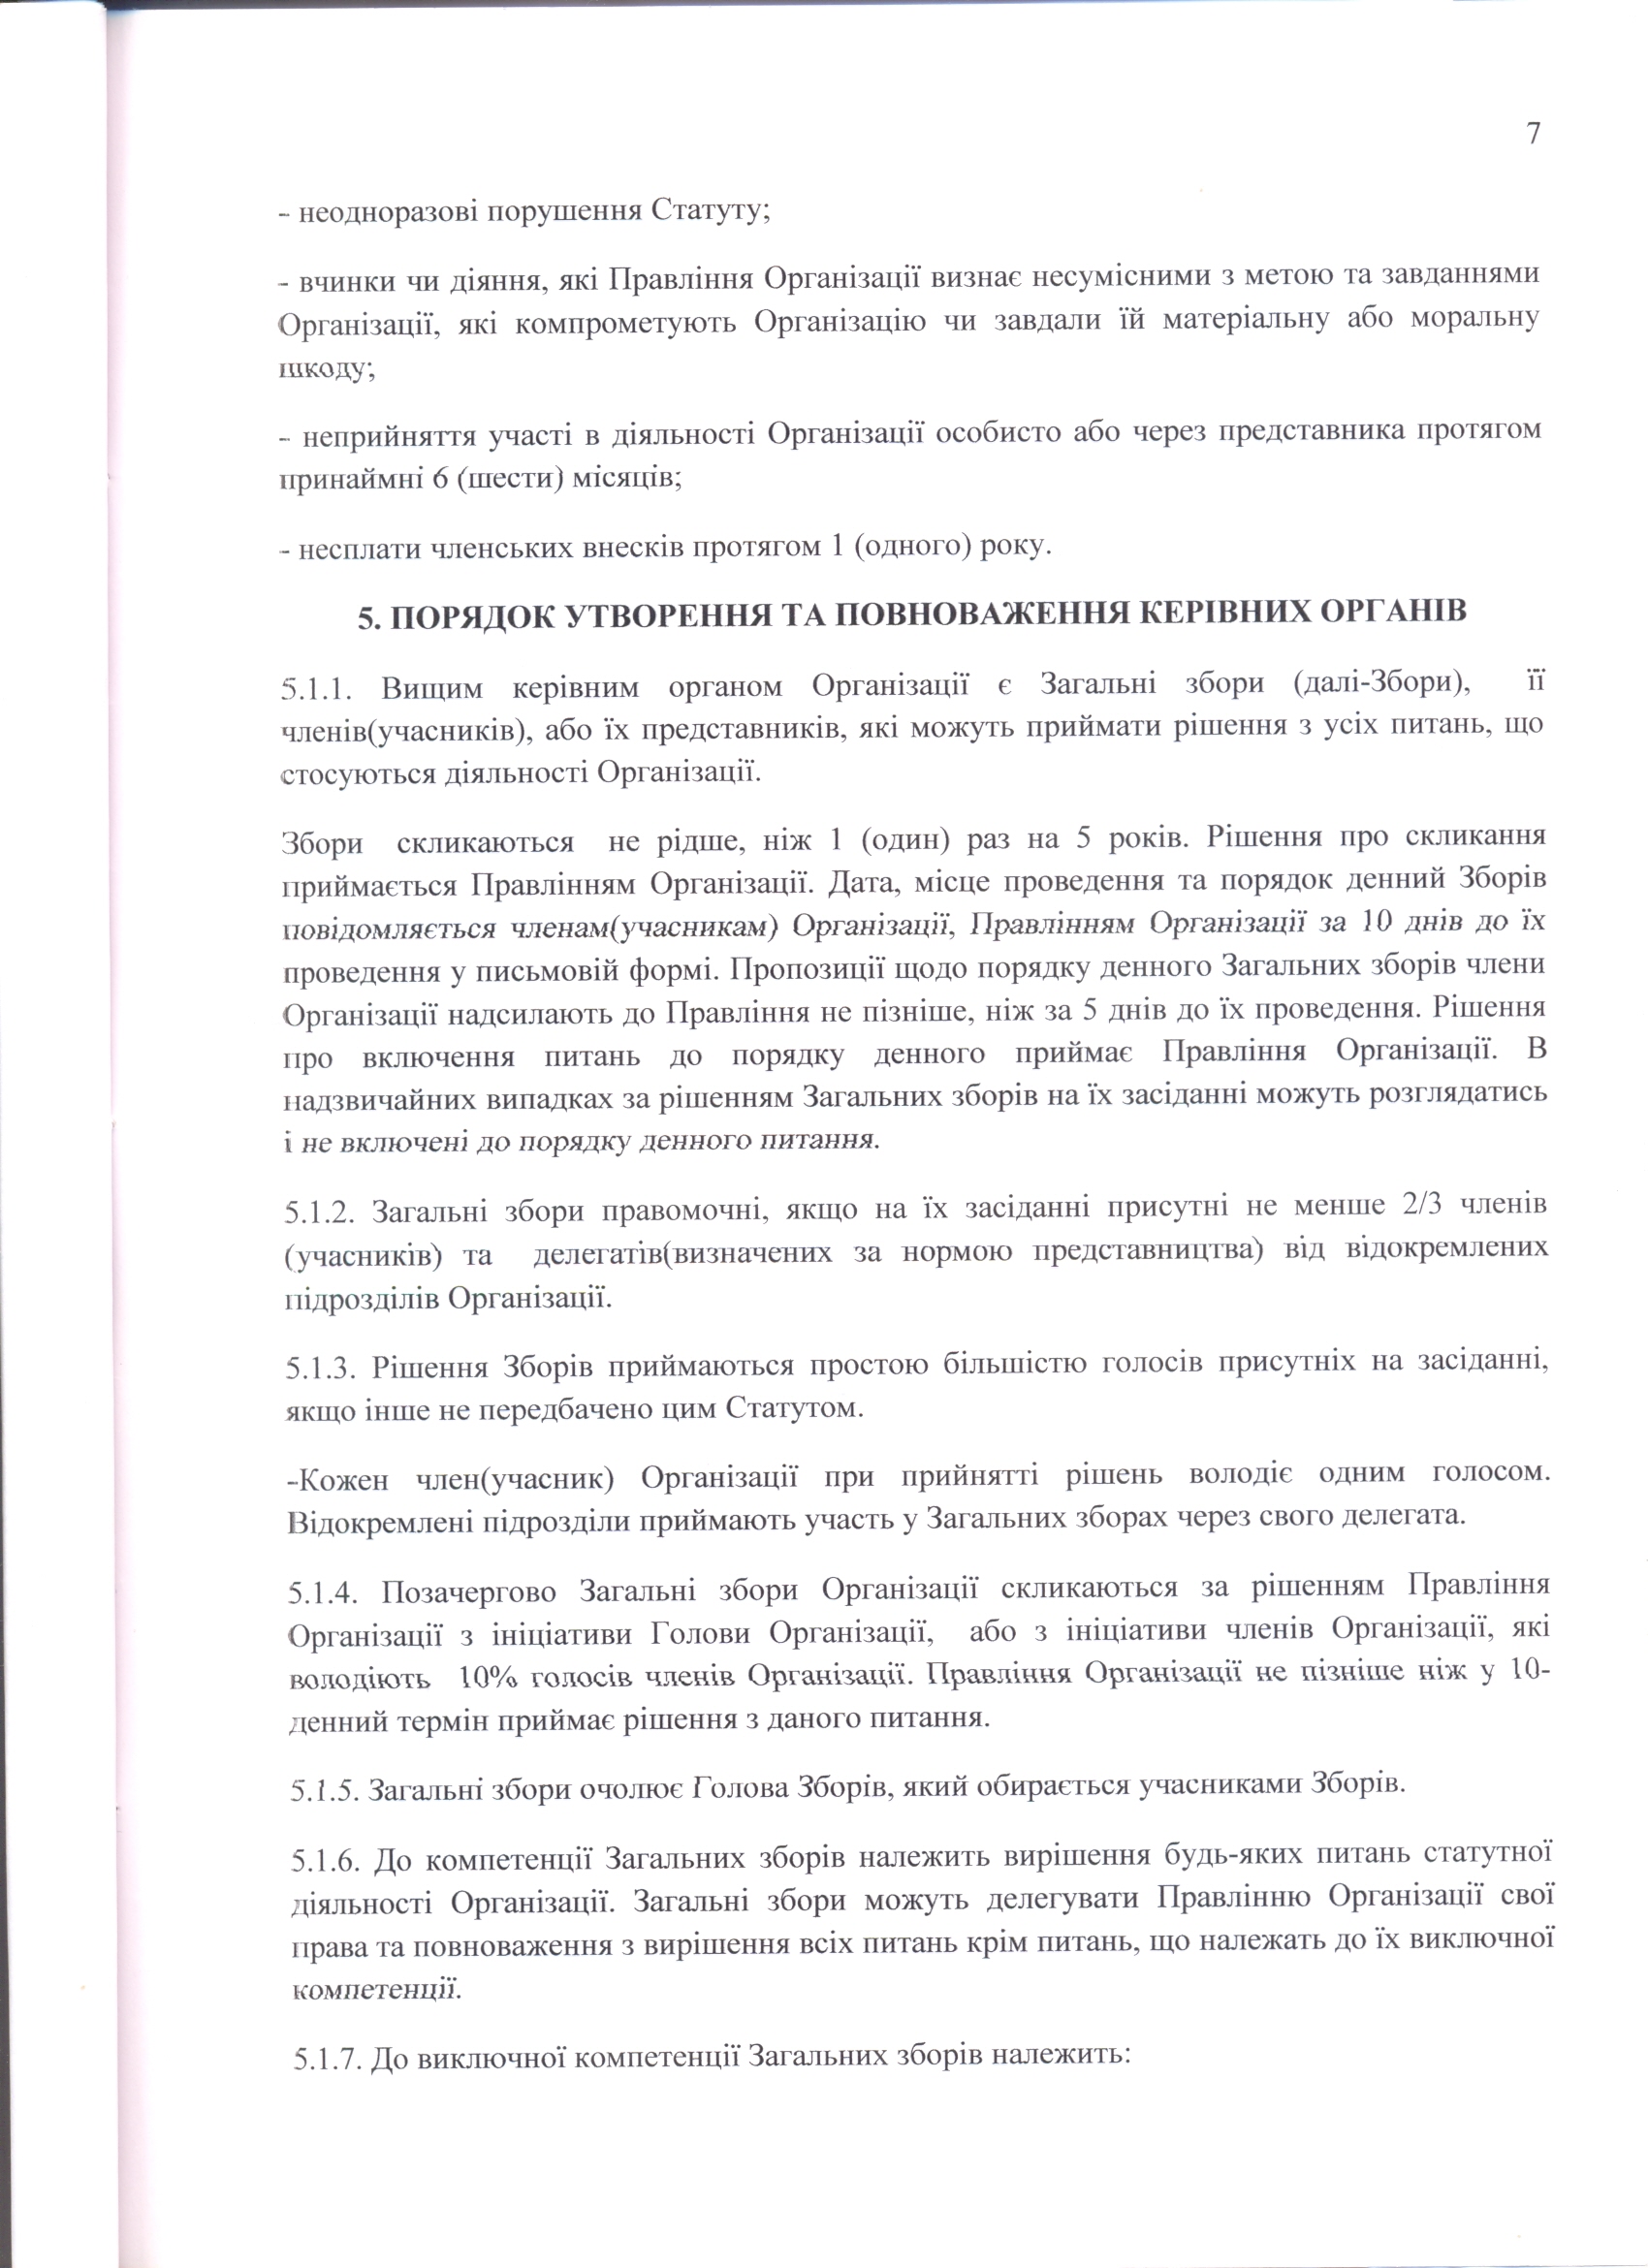 7
- неодноразові порушення Статуту;
- вчинки чи діяння, які Правління Організації визнає несумісними з метою та завданнями
Організації, які компрометують Організацію чи завдали їй матеріальну або моральну
шкоду;
- неприйняття участі в діяльності Організації особисто або через представника протягом
принаймні 6 (шести) місяців;
- несплати членських внесків протягом 1 (одного) року.
5. ПОРЯДОК УТВОРЕННЯ ТА ПОВНОВАЖЕННЯ КЕРІВНИХ ОРГАНІВ
5.1.1. Вищим керівним органом Організації є Загальні збори (далі-Збори), її
членів(учасників), або їх представників, які можуть приймати рішення з усіх питань, що
стосуються діяльності Організації.
Збори скликаються не рідше, ніж 1 (один) раз на 5 років. Рішення про скликання
приймається Правлінням Організації. Дата, місце проведення та порядок денний Зборів
повідомляється членам(учасникам) Організації, Правлінням Організації за 10 днів до їх
проведення у письмовій формі. Пропозиції щодо порядку денного Загальних зборів члени
Організації надсилають до Правління не пізніше, ніж за 5 днів до їх проведення. Рішення
про включення питань до порядку денного приймає Правління Організації. В
надзвичайних випадках за рішенням Загальних зборів на їх засіданні можуть розглядатись
і не включені до порядку денного питання.
5.1.2. Загальні збори правомочні, якщо на їх засіданні присутні не менше 2/3 членів
(учасників) та делегатів(визначених за нормою представництва) від відокремлених
підрозділів Організації.
5.1.3. Рішення Зборів приймаються простою більшістю голосів присутніх на засіданні,
якщо інше не передбачено цим Статутом.
-Кожен член(учасник) Організації при прийнятті рішень володіє одним голосом.
Відокремлені підрозділи приймають участь у Загальних зборах через свого делегата.
5.1.4. Позачергово Загальні збори Організації скликаються за рішенням Правління
Організації з ініціативи Голови Організації, або з ініціативи членів Організації, які
володіють 10% голосів членів Організації. Правління Організації не пізніше ніж у 10-
денний термін приймає рішення з даного питання.
5.1.5. Загальні збори очолює Голова Зборів, який обирається учасниками Зборів.
5.1.6. До компетенції Загальних зборів належить вирішення будь-яких питань статутної
діяльності Організації. Загальні збори можуть делегувати Правлінню Організації свої
права та повноваження з вирішення всіх питань крім питань, що належать до їх виключної
компетенції.
5.1.7. До виключної компетенції Загальних зборів належить: